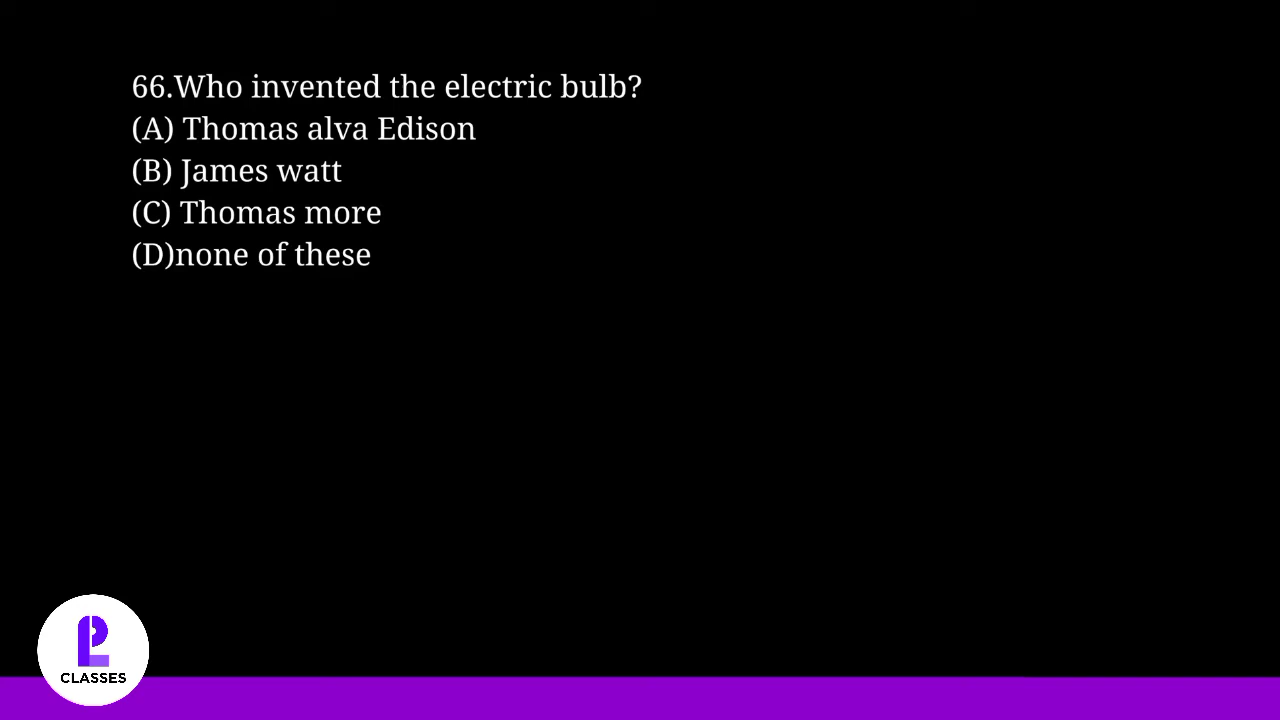 66.Who invented the electric bulb?
(A) Thomas alva Edison
(B) James watt
(C) Thomas more
(D)none of these
CLASSES